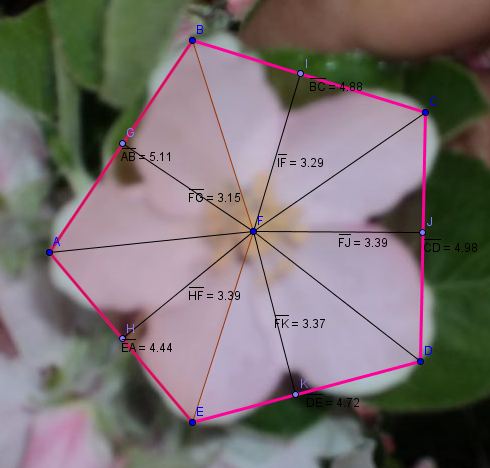 B
I
BC = 4.88
C
G
AB = 5.11
IF = 3.29
FG = 3.15
F
J
FJ = 3.39
CD = 4.98
A
HF = 3.39
FK = 3.37
H
EA = 4.44
D
K
DE = 4.72
E